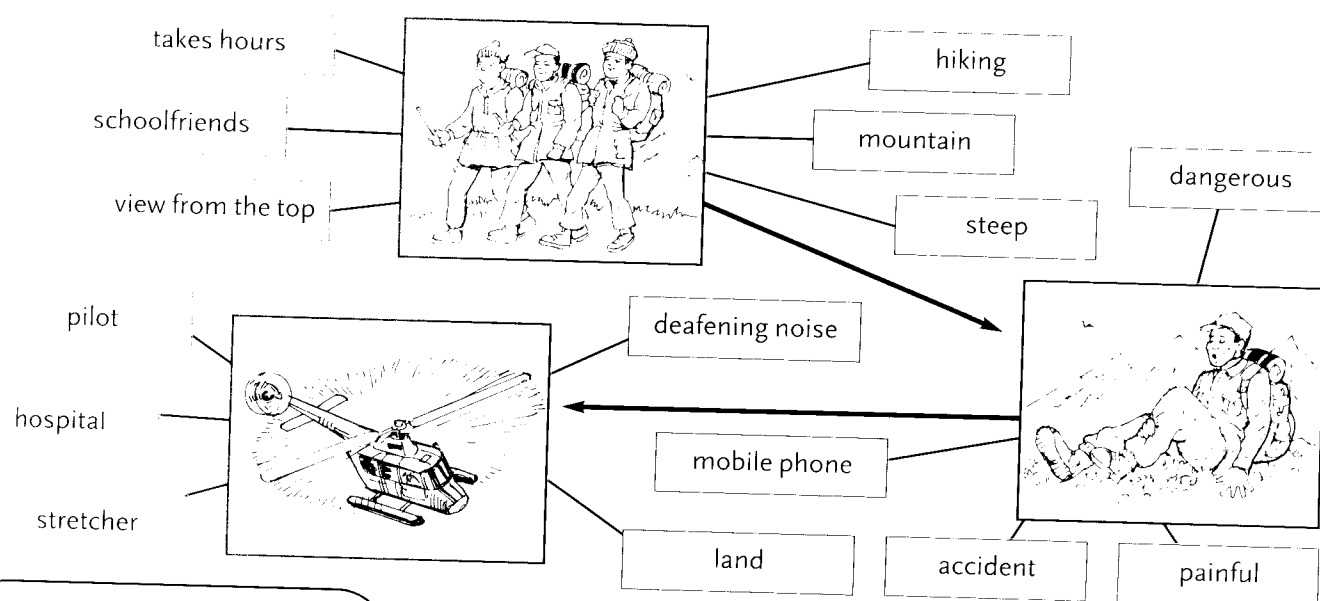 takes hours
schoolfriends
view from the top
hiking
mountain
steep
dangerous
pilot
hospital
stretcher
deafening noise
land
mobile phone
accident
painful